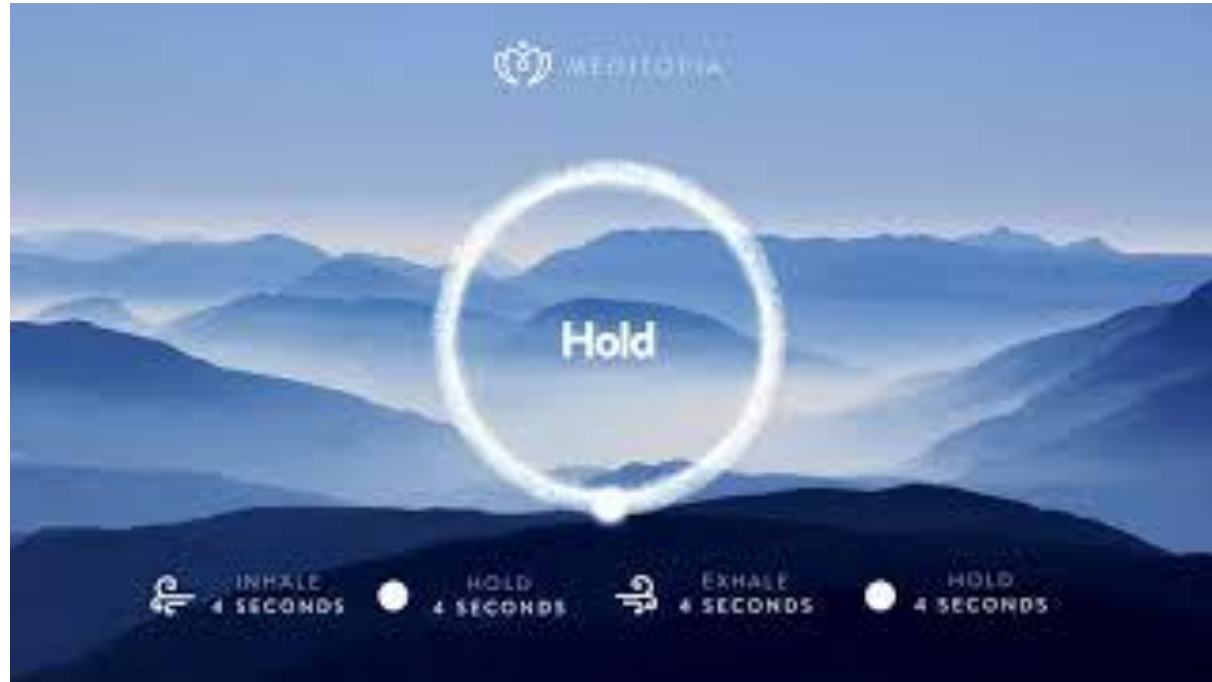 MEDITOPIA
Hold
INHALE
4 SECONDS
HOLD
4 SECONDS
EXHALE
4 SECONDS
HOLD
4 SECONDS